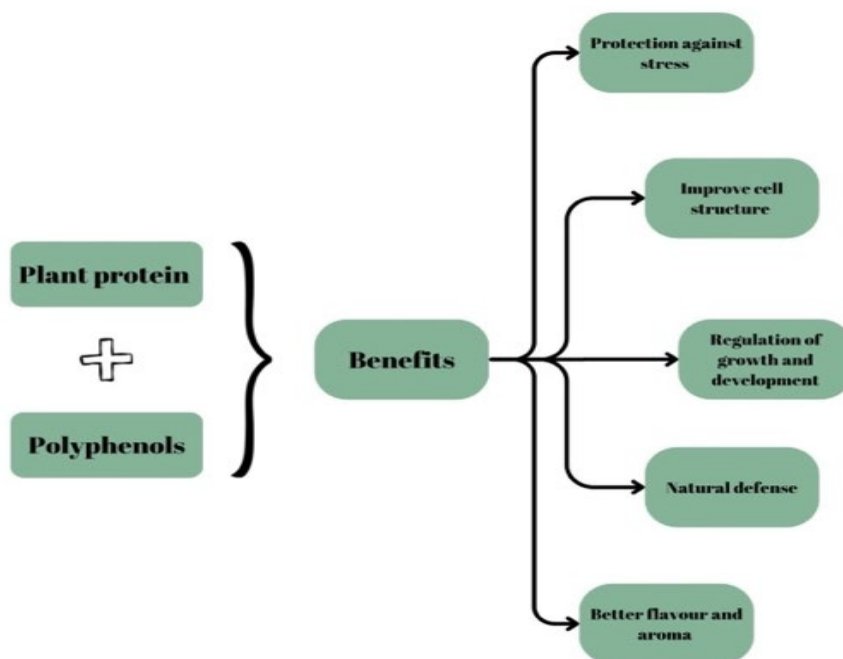 Plant protein
+
Polyphenols
Benefits
Protection against
stress
Improve cell
structure
Regulation of
growth and
development
Natural defense
Better flavour and
aroma